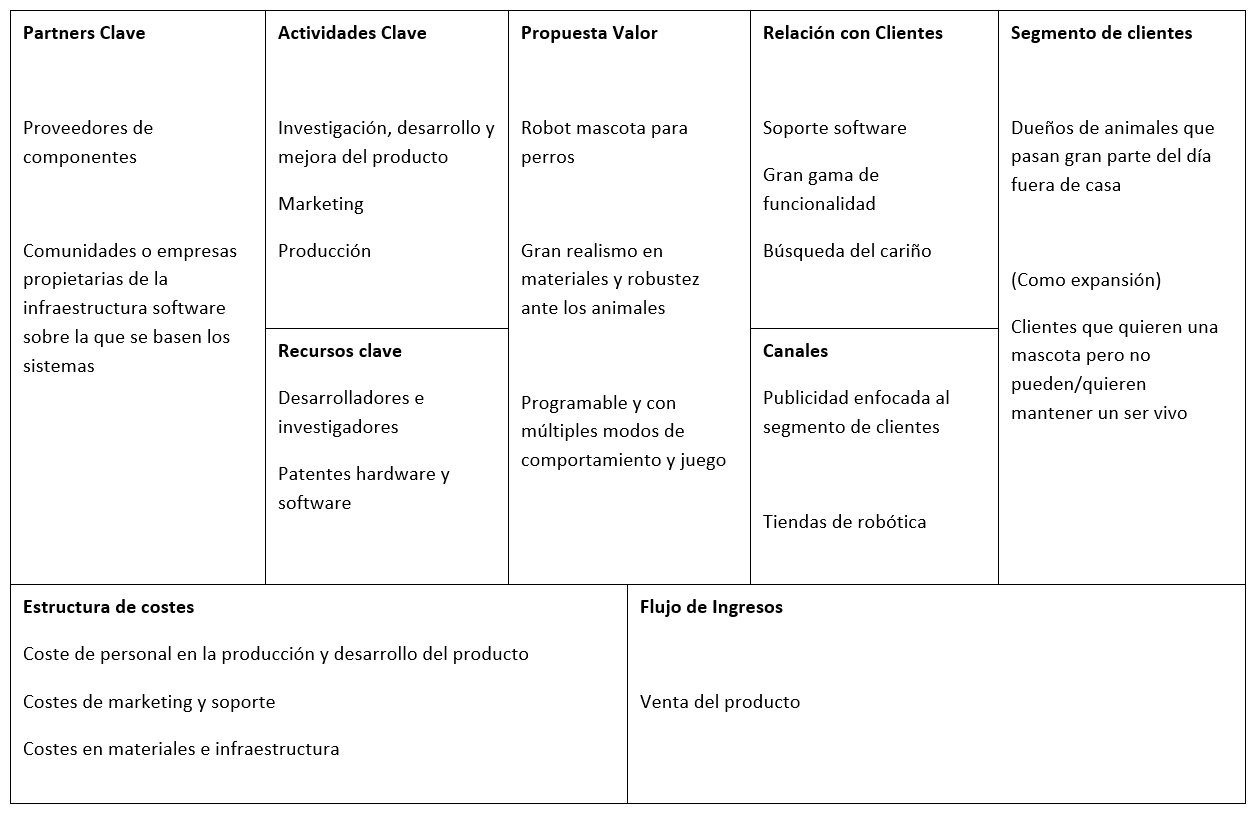 Partners Clave
Proveedores de
componentes
Comunidades o empresas
propietarias de la
infraestructura software
sobre la que se basen los
sistemas
Actividades Clave
Investigación, desarrollo y
mejora del producto
Marketing
Producción
Recursos clave
Desarrolladores e
investigadores
Patentes hardware y
software
Propuesta Valor
Robot mascota para
perros
Gran realismo en
materiales y robustez
ante los animales
Programable y con
múltiples modos de
comportamiento y juego
Relación con Clientes
Soporte software
Gran gama de
funcionalidad
Búsqueda del cariño
Canales
Publicidad enfocada al
segmento de clientes
Tiendas de robótica
Segmento de clientes
Dueños de animales que
pasan gran parte del día
fuera de casa
(Como expansión)
Clientes que quieren una
mascota pero no
pueden/quieren
mantener un ser vivo
Estructura de costes
Coste de personal en la producción y desarrollo del producto
Costes de marketing y soporte
Costes en materiales e infraestructura
Flujo de Ingresos
Venta del producto